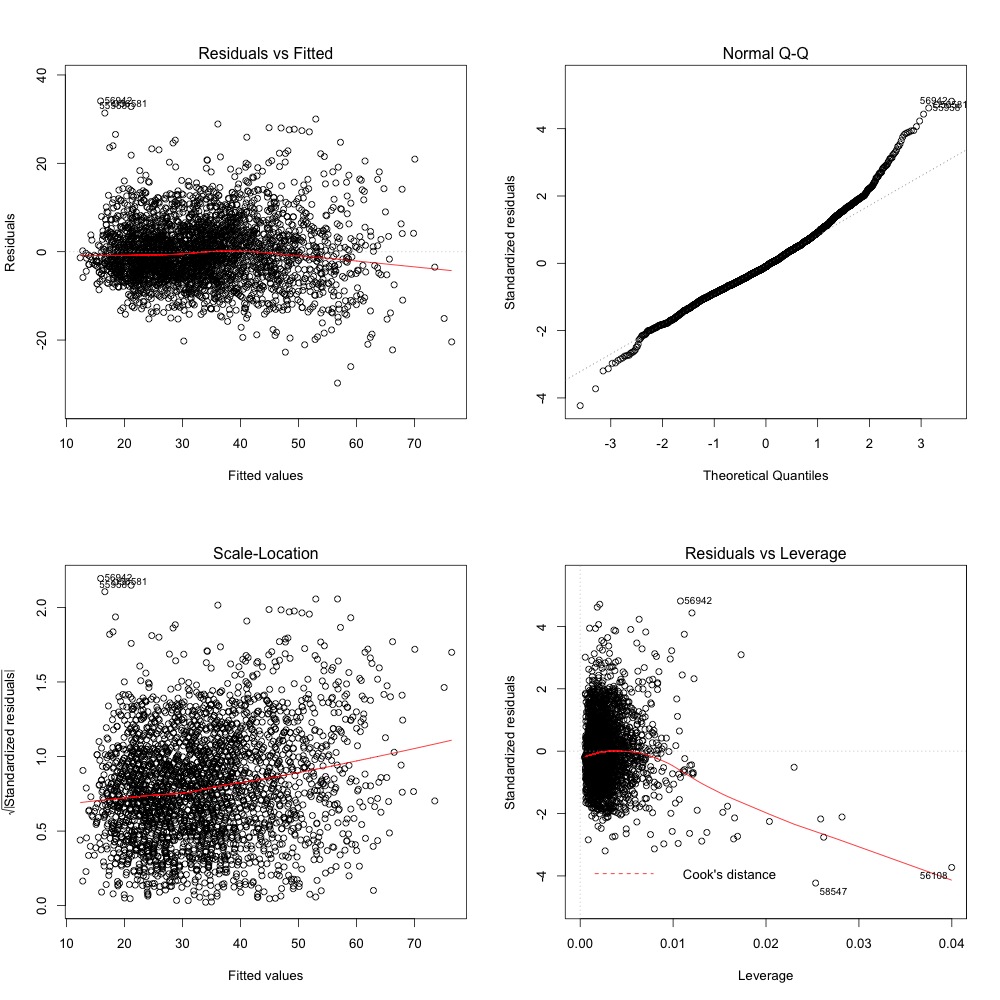 Residuals vs Fitted
40
20
0
-20
Residuals
56942
10 20 30 40 50 60 70
Fitted values
Normal Q-Q
4
2
0
-2
-4
Standardized residuals
56942
-3 -2 -1 0 1 2 3
Theoretical Quantiles
Scale-Location
2.0
1.5
1.0
0.5
0.0
√|Standardized residuals|
56942
10 20 30 40 50 60 70
Fitted values
Residuals vs Leverage
4
2
0
-2
-4
Standardized residuals
56942
56108
58547
Cook's distance
0.00 0.01 0.02 0.03 0.04
Leverage